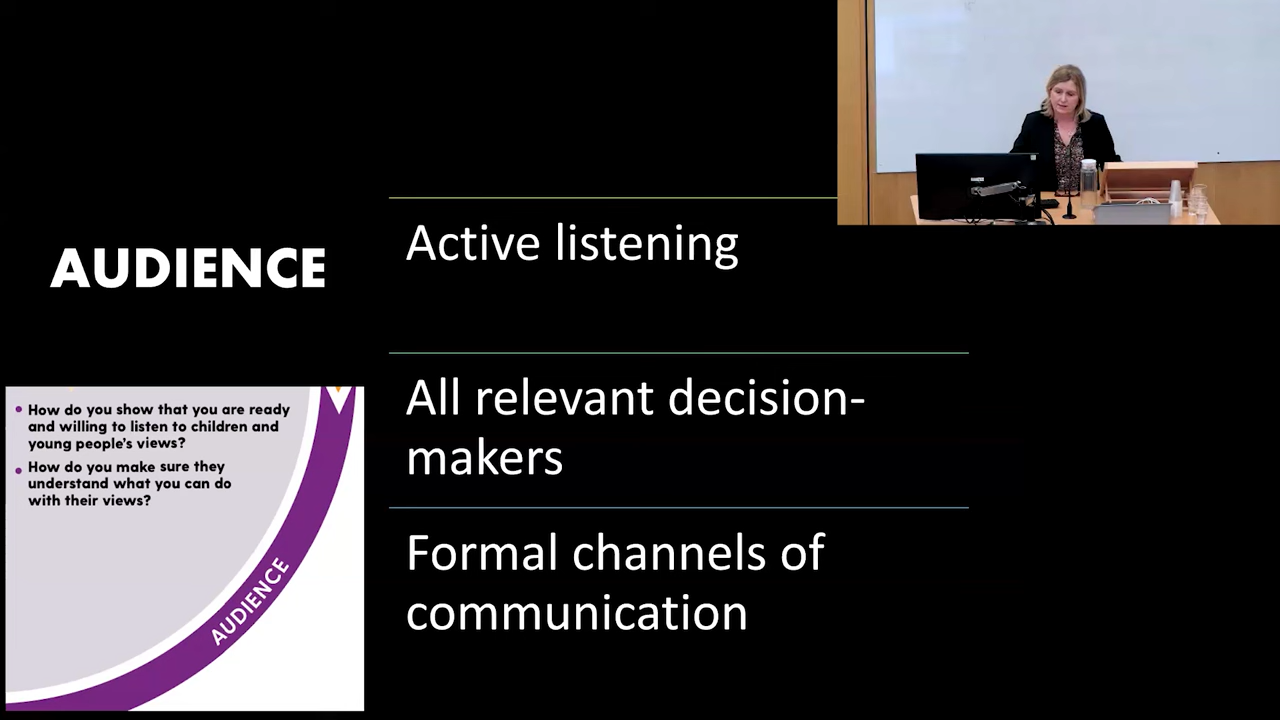 AUDIENCE
Active listening
All relevant decision-
makers
Formal channels of
communication
• How do you show that you are ready
and willing to listen to children and
young people's views?
• How do you make sure they
understand what you can do
with their views?
AUDIENCE